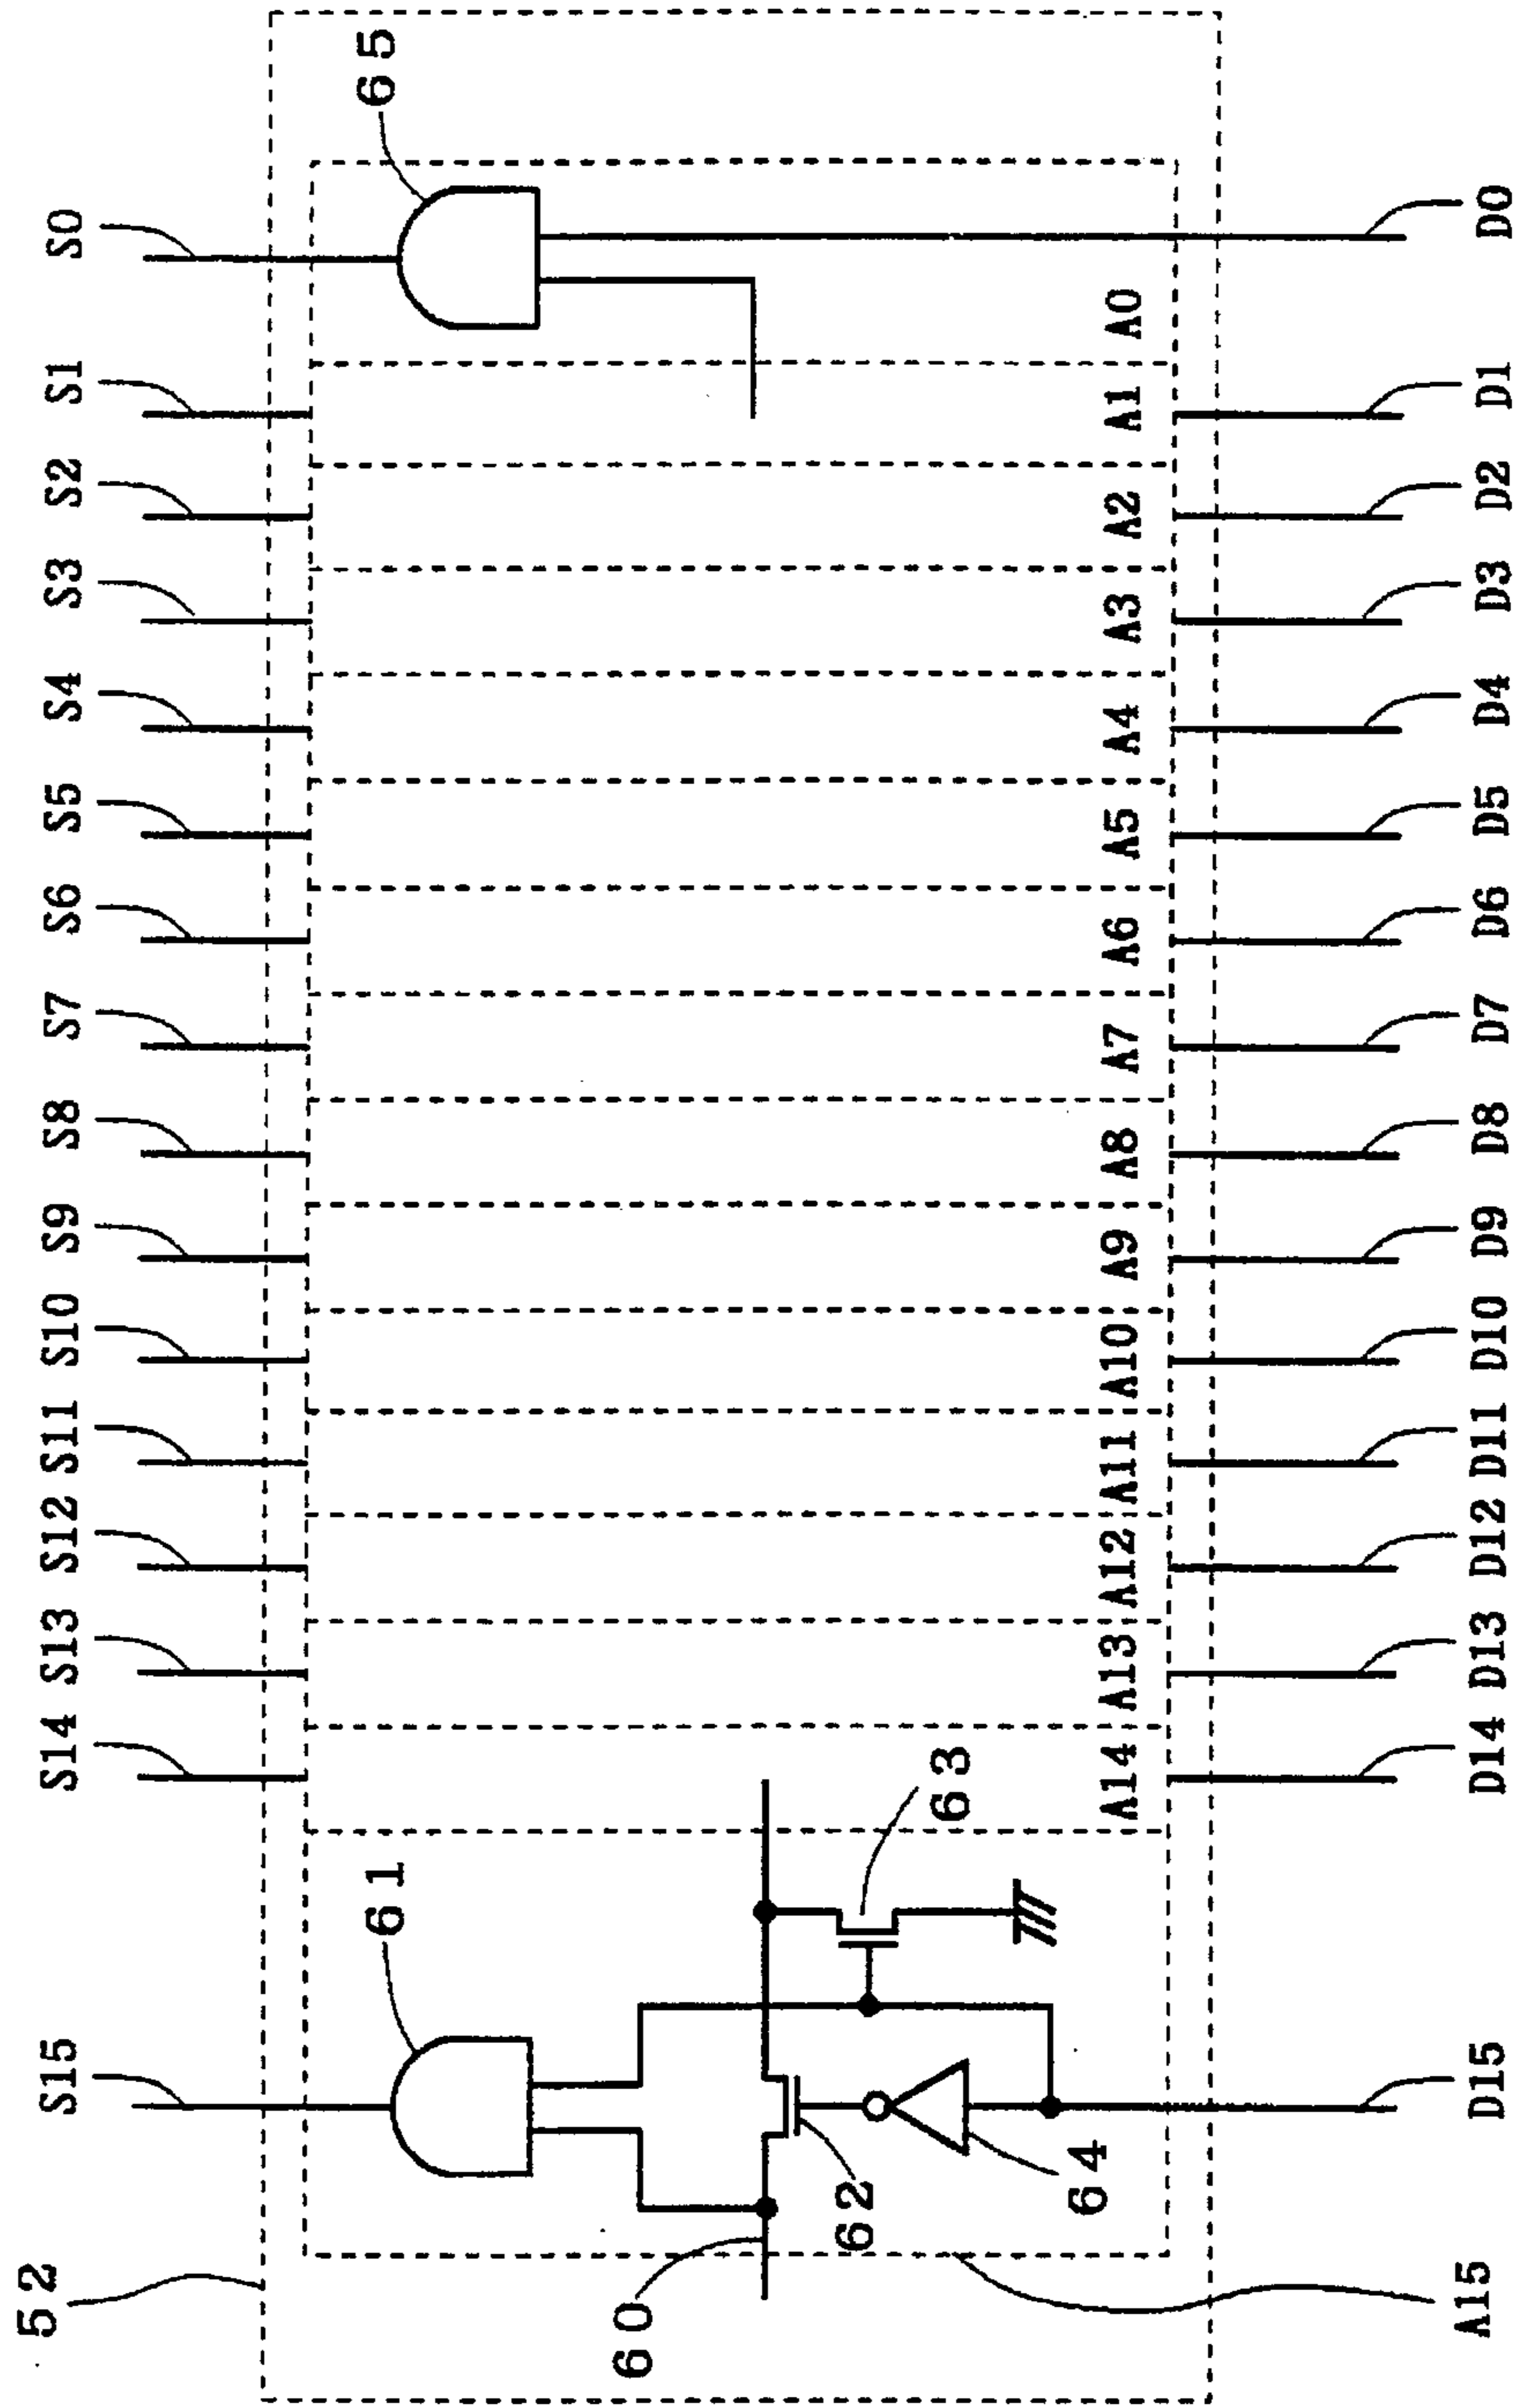 52
S15
S14
S13
S12
S11
S10
S9
S8
S7
S6
S5
S4
S3
S2
S1
S0
61
65
60
62
64
63
A14
A13
A12
A11
A10
A9
A8
A7
A6
A5
A4
A3
A2
A1
A0
A15
D15
D14
D13
D12
D11
D10
D9
D8
D7
D6
D5
D4
D3
D2
D1
D0